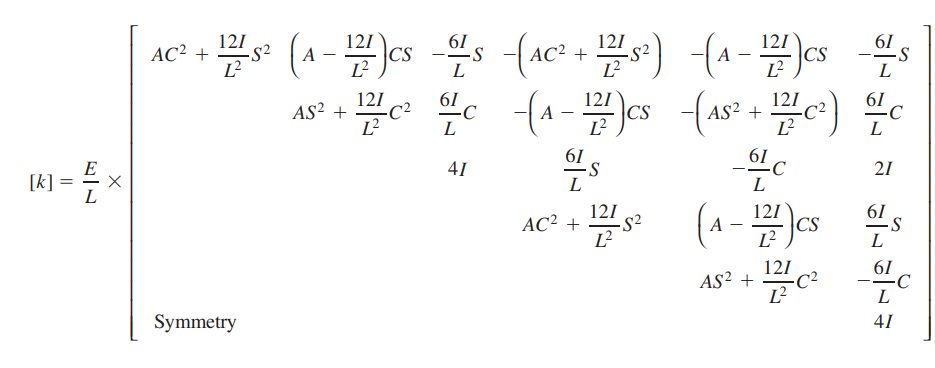 AC² + 12I/L² S² (A − 12I/L²)CS −6I/L S −(AC² + 12I/L² S²) −(A − 12I/L²)CS −6I/L S
AS² + 12I/L² C² 6I/L C −(A − 12I/L²)CS −(AS² + 12I/L² C²) 6I/L C
[k] = E/L × 4I 6I/L S −6I/L C 2I
AC² + 12I/L² S² (A − 12I/L²)CS 6I/L S
AS² + 12I/L² C² −6I/L C
Symmetry 4I